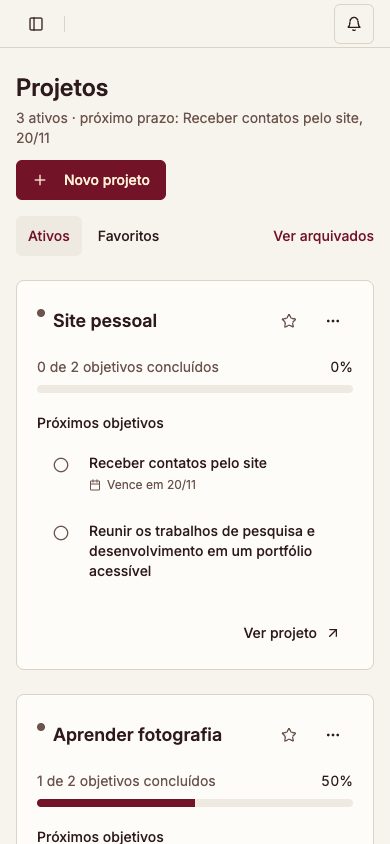 Projetos
3 ativos · próximo prazo: Receber contatos pelo site,
20/11
Novo projeto
Ativos
Favoritos
Ver arquivados
Site pessoal
0 de 2 objetivos concluídos
0%
Próximos objetivos
Receber contatos pelo site
Vence em 20/11
Reunir os trabalhos de pesquisa e
desenvolvimento em um portfólio
acessível
Ver projeto
Aprender fotografia
1 de 2 objetivos concluídos
50%
Próximos objetivos